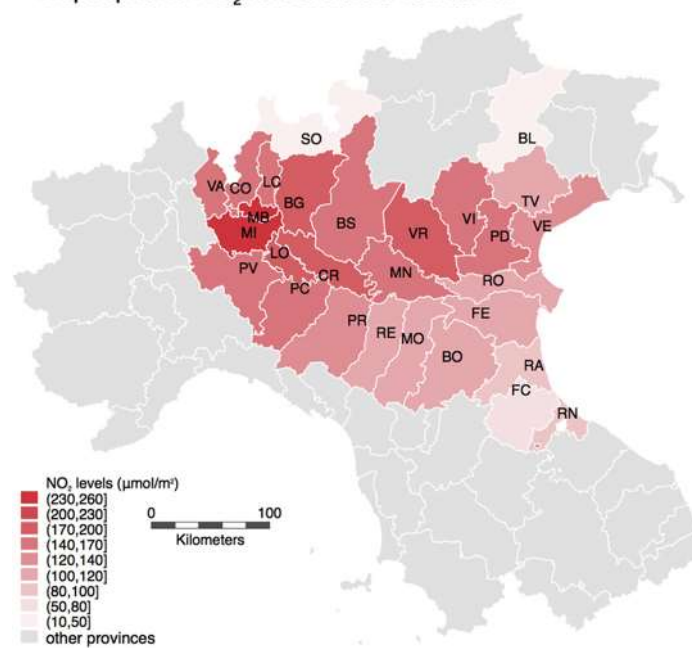 SO
BL
VA
CO
LC
TV
BG
MB
MI
BS
VR
VI
PD
VE
LO
PV
CR
MN
PC
RO
PR
RE
MO
FE
BO
RA
FC
RN
NO₂ levels (μmol/m²)
(230,260]
(200,230]
(170,200]
(140,170]
(120,140]
(100,120]
(80,100]
(50,80]
(10,50]
other provinces
0 100
Kilometers